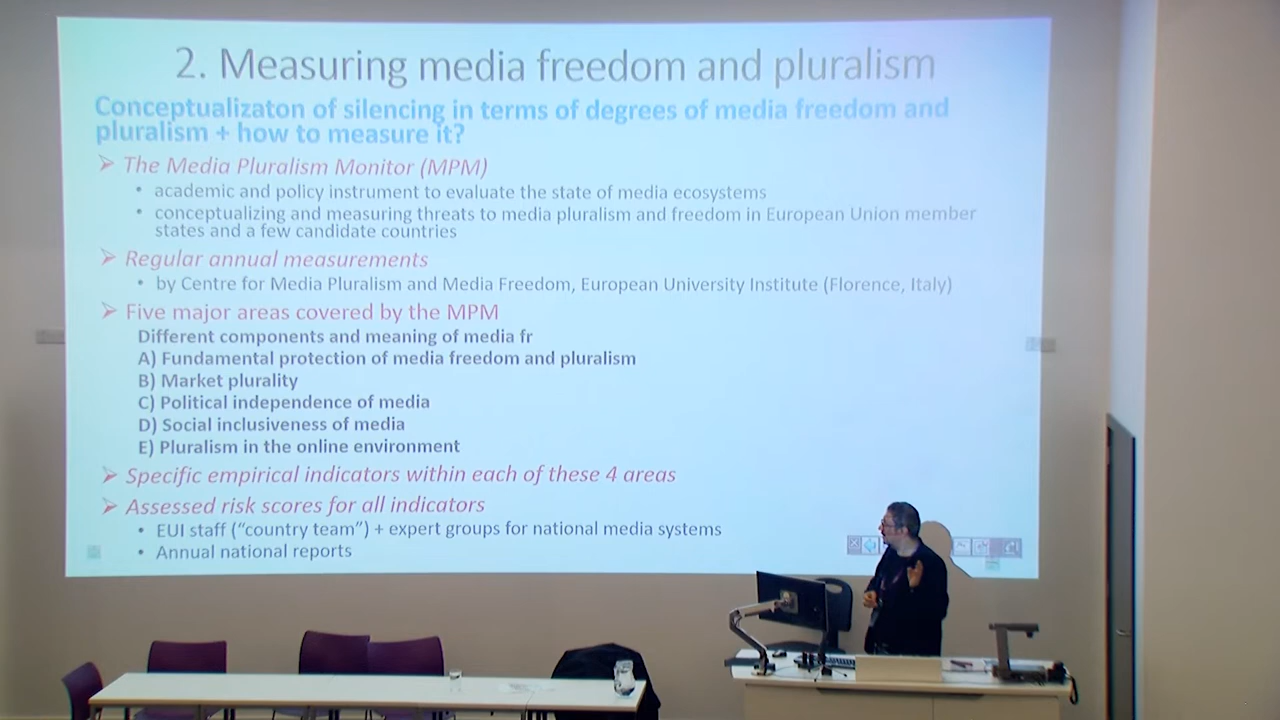 2. Measuring media freedom and pluralism
Conceptualizaton of silencing in terms of degrees of media freedom and
pluralism + how to measure it?
➢ The Media Pluralism Monitor (MPM)
• academic and policy instrument to evaluate the state of media ecosystems
• conceptualizing and measuring threats to media pluralism and freedom in European Union member
states and a few candidate countries
➢ Regular annual measurements
• by Centre for Media Pluralism and Media Freedom, European University Institute (Florence, Italy)
➢ Five major areas covered by the MPM
Different components and meaning of media fr
A) Fundamental protection of media freedom and pluralism
B) Market plurality
C) Political independence of media
D) Social inclusiveness of media
E) Pluralism in the online environment
➢ Specific empirical indicators within each of these 4 areas
➢ Assessed risk scores for all indicators
• EUI staff (“country team”) + expert groups for national media systems
• Annual national reports